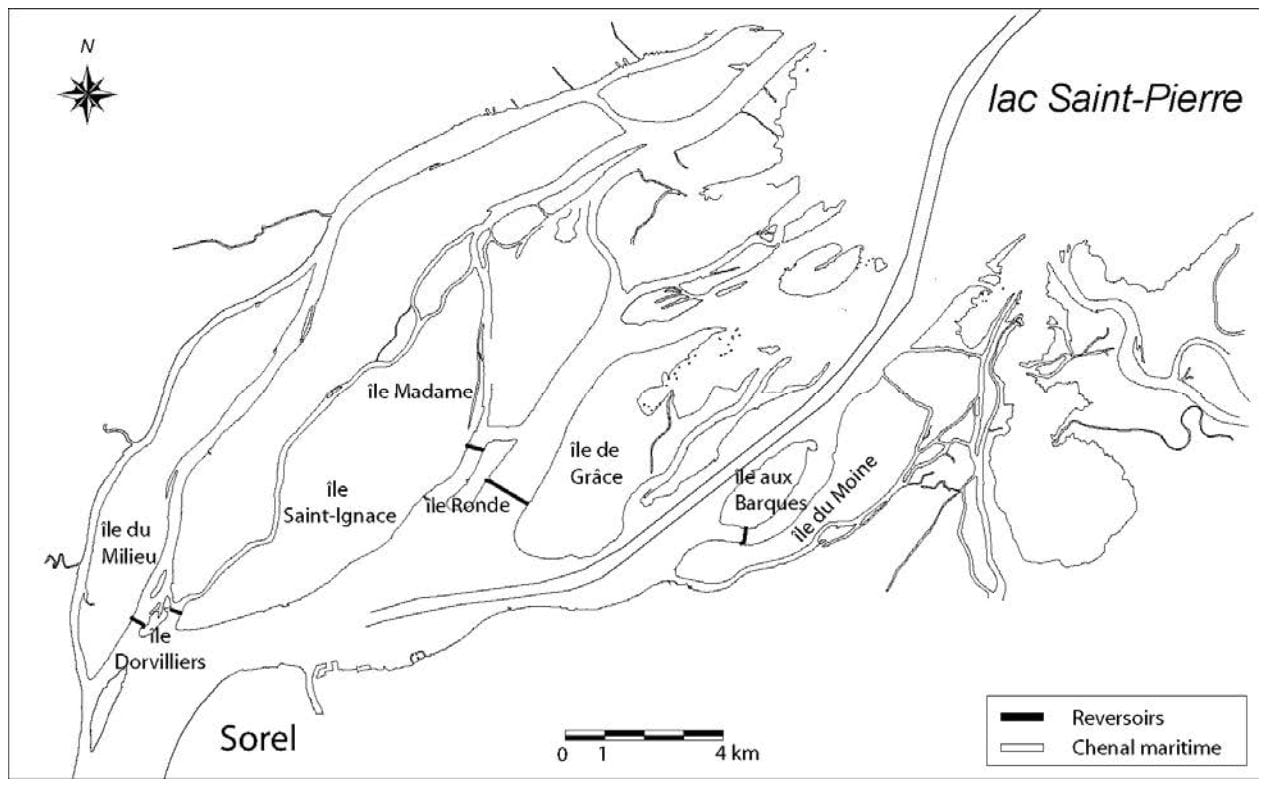 N
lac Saint-Pierre
île Madame
île de
Grâce
île
Saint-Ignace
île Ronde
île aux
Barques
île du Moine
île du
Milieu
île
Dorvilliers
Sorel
0 1 4 km
Reversoirs
Chenal maritime